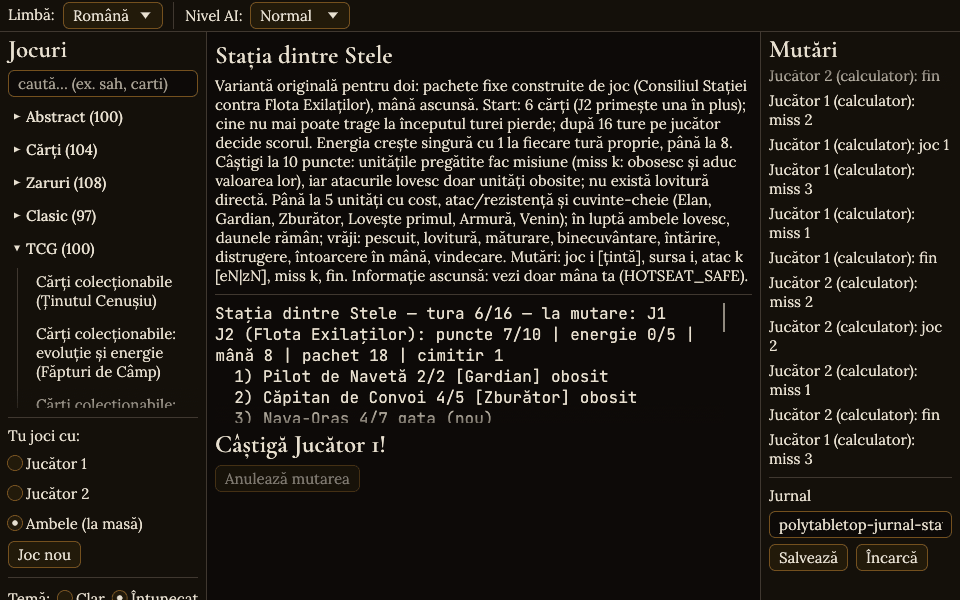 Limbă: Română ▼ Nivel AI: Normal ▼
Jocuri
caută... (ex. sah, carti)
▸ Abstract (100)
▸ Cărți (104)
▸ Zaruri (108)
▸ Clasic (97)
▾ TCG (100)
Cărți colecționabile
(Ținutul Cenușiu)
Cărți colecționabile:
evoluție și energie
(Făpturi de Câmp)
Cărți colecționabile:
Tu joci cu:
Jucător 1
Jucător 2
Ambele (la masă)
Joc nou
Temă: Clar Întunecat
Stația dintre Stele
Variantă originală pentru doi: pachete fixe construite de joc (Consiliul Stației
contra Flota Exilaților), mână ascunsă. Start: 6 cărți (J2 primește una în plus);
cine nu mai poate trage la începutul turei pierde; după 16 ture pe jucător
decide scorul. Energia crește singură cu 1 la fiecare tură proprie, până la 8.
Câștigi la 10 puncte: unitățile pregătite fac misiune (miss k: obosesc și aduc
valoarea lor), iar atacurile lovesc doar unități obosite; nu există lovitură
directă. Până la 5 unități cu cost, atac/rezistență și cuvinte-cheie (Elan,
Gardian, Zburător, Lovește primul, Armură, Venin); în luptă ambele lovesc,
daunele rămân; vrăji: pescuit, lovitură, măturare, binecuvântare, întărire,
distrugere, întoarcere în mână, vindecare. Mutări: joc i [țintă], sursa i, atac k
[eN|zN], miss k, fin. Informație ascunsă: vezi doar mâna ta (HOTSEAT_SAFE).
Stația dintre Stele — tura 6/16 — la mutare: J1
J2 (Flota Exilaților): puncte 7/10 | energie 0/5 |
mână 8 | pachet 18 | cimitir 1
1) Pilot de Navetă 2/2 [Gardian] obosit
2) Căpitan de Convoi 4/5 [Zburător] obosit
3) Nava-Oraș 4/7 gata (nou)
Câștigă Jucător 1!
Anulează mutarea
Mutări
Jucător 2 (calculator): fin
Jucător 1 (calculator):
miss 2
Jucător 1 (calculator): joc 1
Jucător 1 (calculator):
miss 3
Jucător 1 (calculator):
miss 1
Jucător 1 (calculator): fin
Jucător 2 (calculator):
miss 2
Jucător 2 (calculator): joc
2
Jucător 2 (calculator):
miss 1
Jucător 2 (calculator): fin
Jucător 1 (calculator):
miss 3
Jurnal
polytabletop-jurnal-sta
Salvează Încarcă